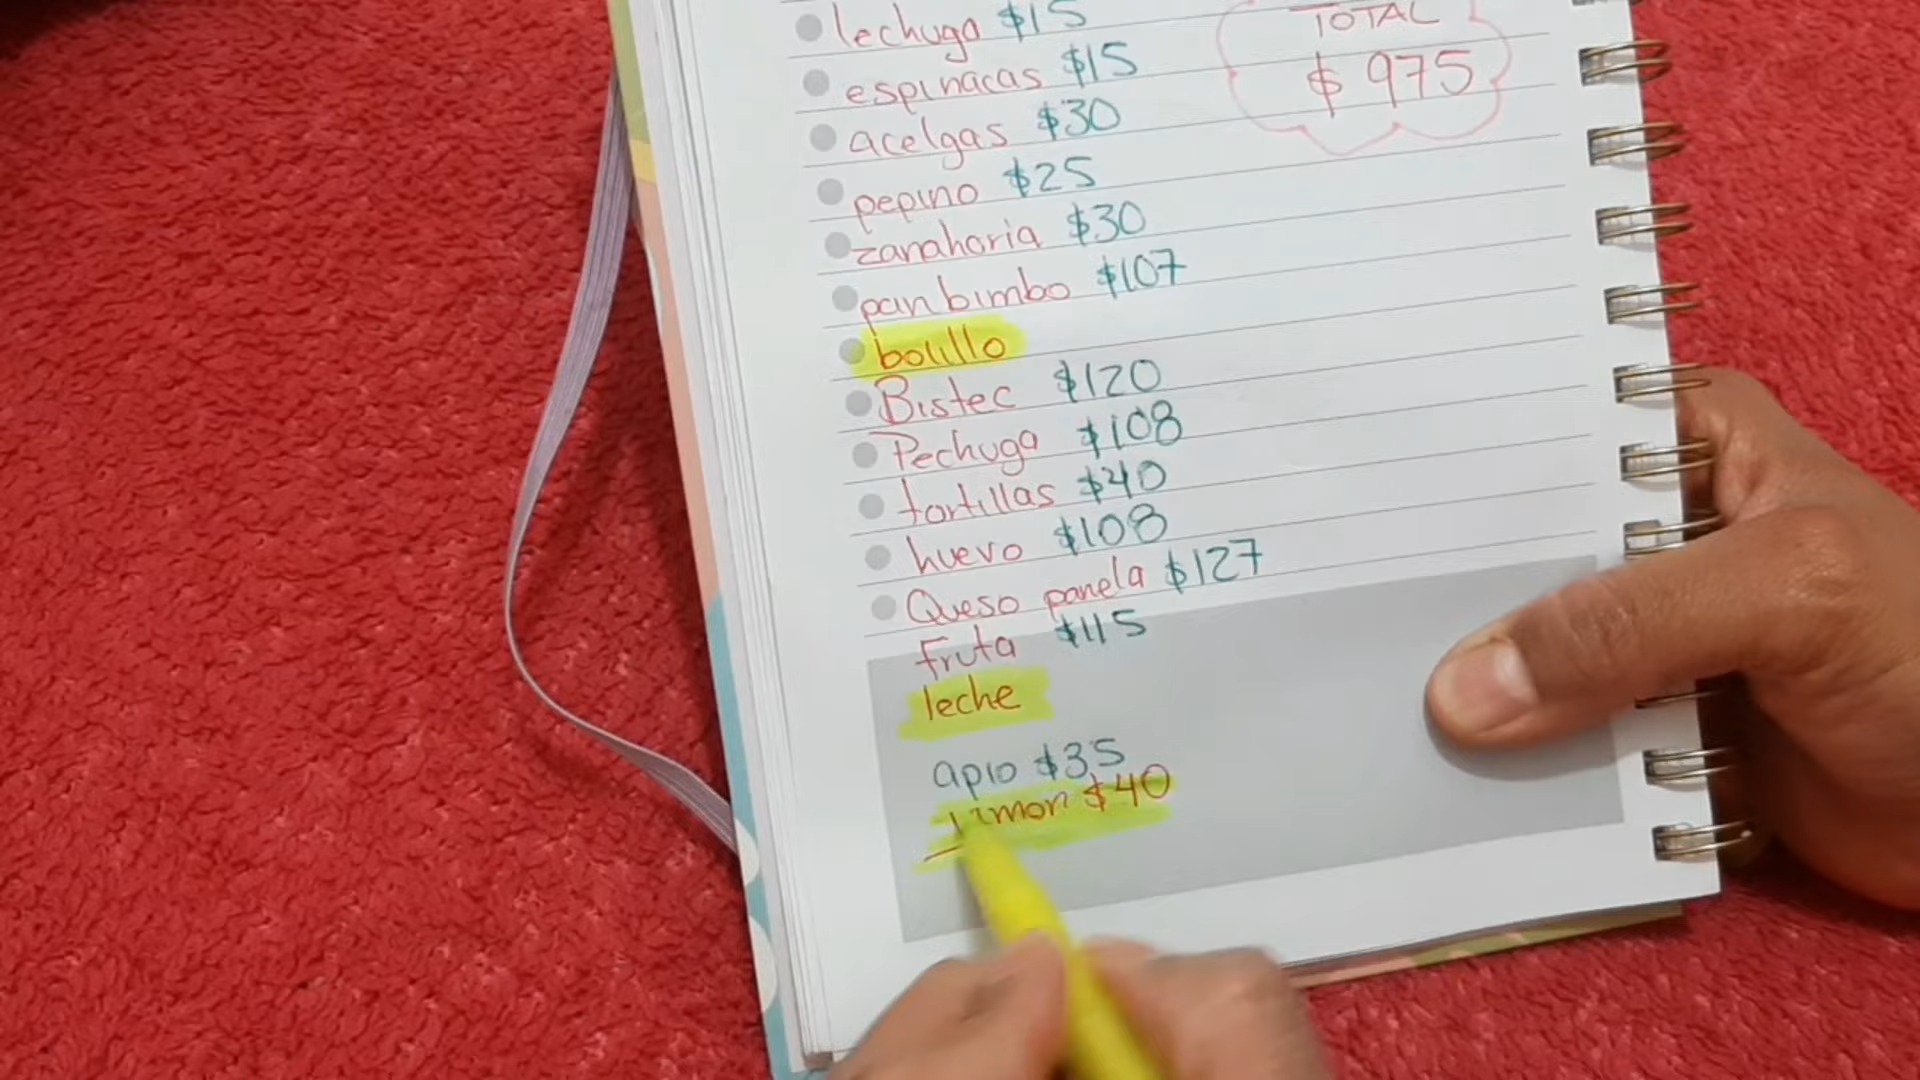 lechuga $15
espinacas $15
acelgas $30
pepino $25
zanahoria $30
pan bimbo $107
bolillo
Bistec $120
Pechuga $108
tortillas $40
huevo $108
Queso panela $127
Fruta $115
leche
apio $35
limon $40
TOTAL
$ 975